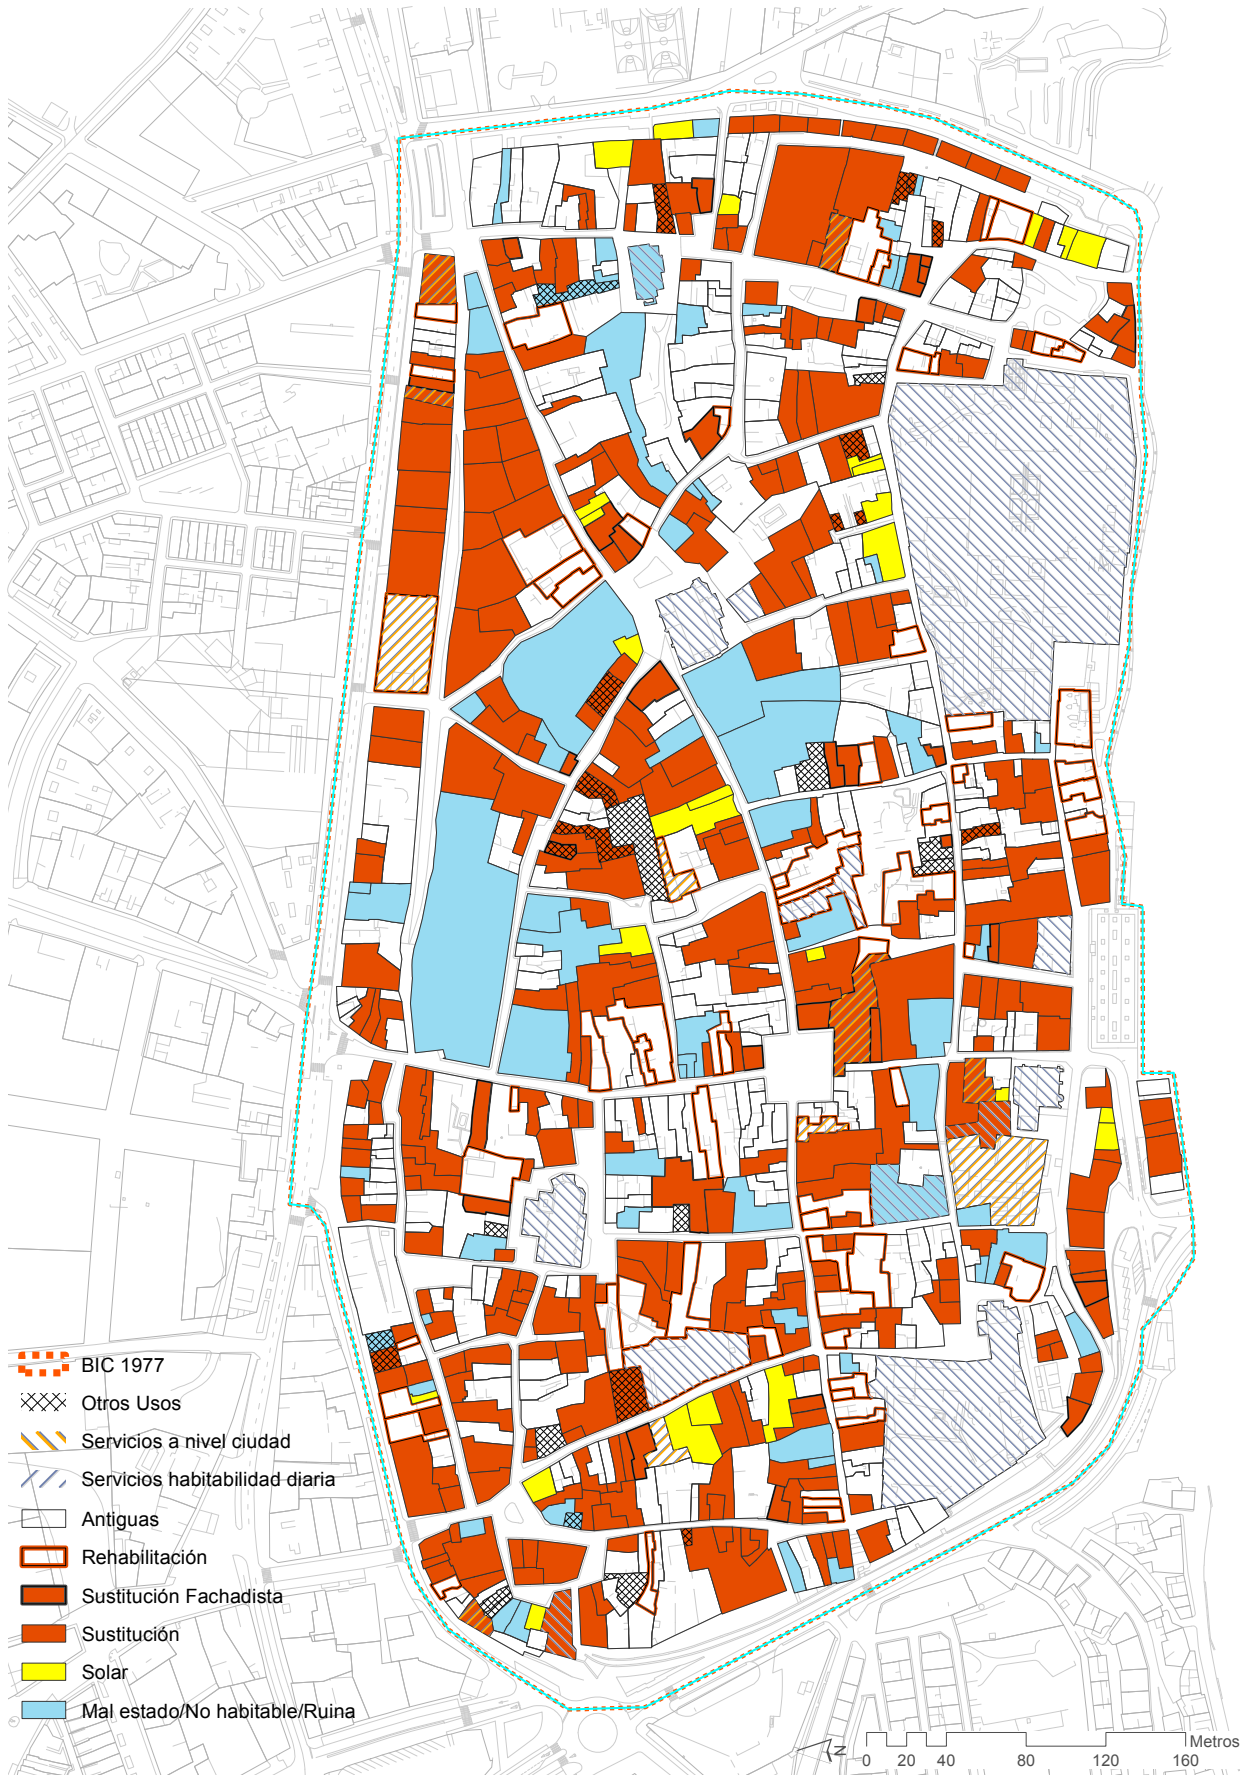 BIC 1977
Otros Usos
Servicios a nivel ciudad
Servicios habitabilidad diaria
Antiguas
Rehabilitación
Sustitución Fachadista
Sustitución
Solar
Mal estado/No habitable/Ruina
N
Metros
0 20 40 80 120 160